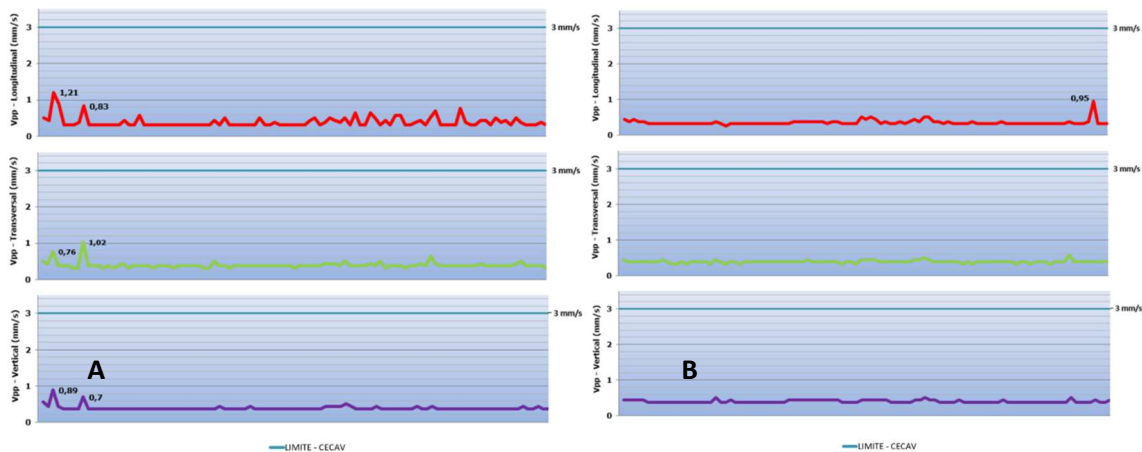 Vpp - Longitudinal (mm/s)
3
2
1
0
1,21
0,83
3 mm/s
Vpp - Transversal (mm/s)
3
2
1
0
0,76
1,02
3 mm/s
Vpp - Vertical (mm/s)
3
2
1
0
0,89
0,7
A
3 mm/s
LIMITE - CECAV
Vpp - Longitudinal (mm/s)
3
2
1
0
0,95
3 mm/s
Vpp - Transversal (mm/s)
3
2
1
0
3 mm/s
Vpp - Vertical (mm/s)
3
2
1
0
B
3 mm/s
LIMITE - CECAV